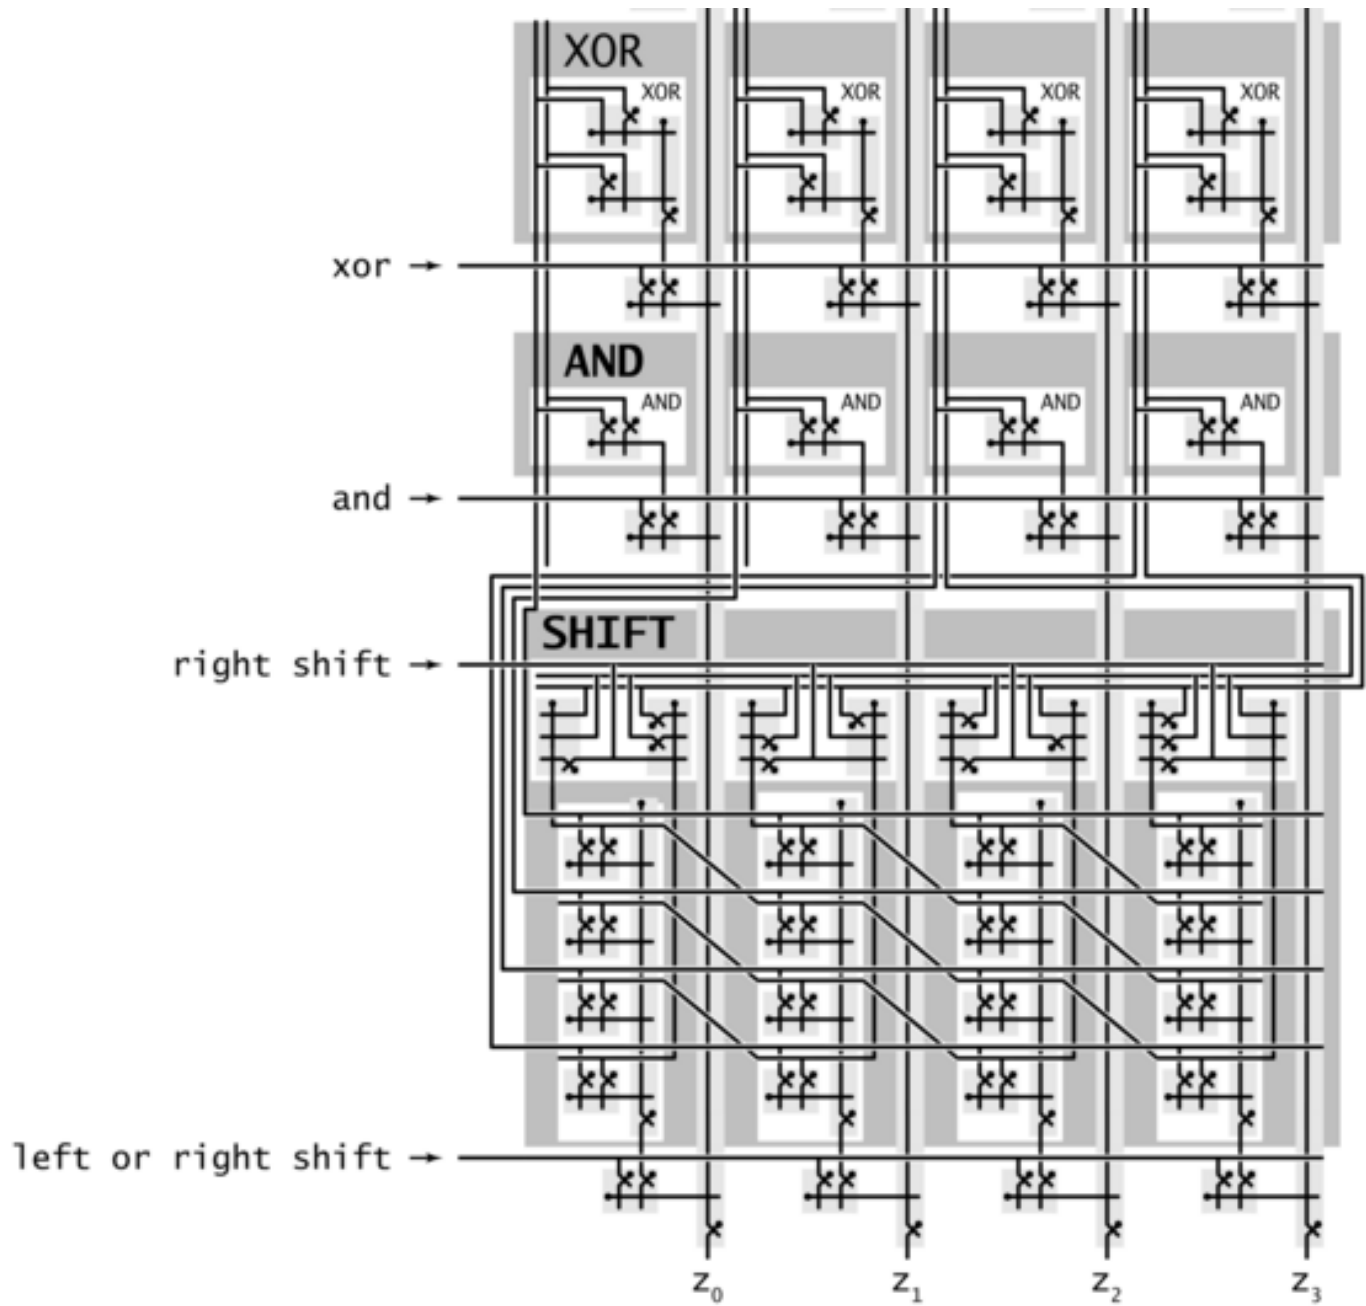 XOR
XOR XOR XOR XOR
xor →
AND
AND AND AND AND
and →
SHIFT
right shift →
left or right shift →
z0 z1 z2 z3